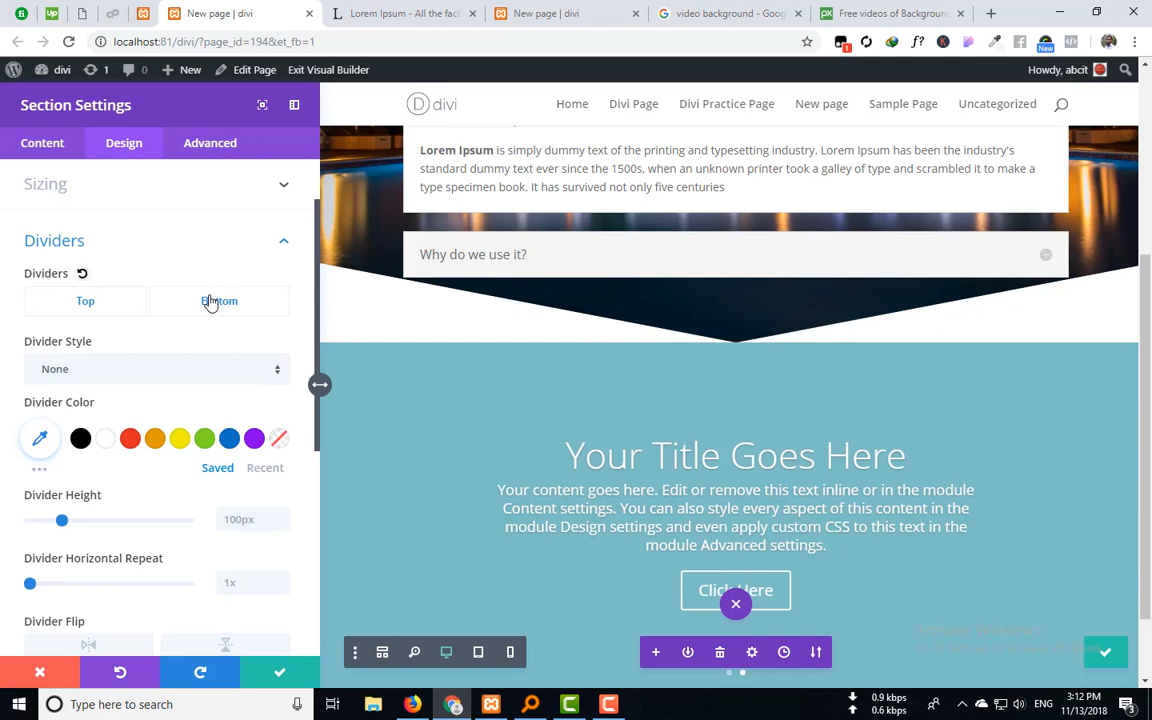 New page | divi
Lorem Ipsum - All the fact
New page | divi
video background - Goog
Free videos of Background
localhost:81/divi/?page_id=194&et_fb=1
divi
1
0
New
Edit Page
Exit Visual Builder
Howdy, abcit
Section Settings
Content
Design
Advanced
Sizing
Dividers
Dividers
Top
Bottom
Divider Style
None
Divider Color
Saved
Recent
Divider Height
100px
Divider Horizontal Repeat
1x
Divider Flip
divi
Home
Divi Page
Divi Practice Page
New page
Sample Page
Uncategorized
Lorem Ipsum is simply dummy text of the printing and typesetting industry. Lorem Ipsum has been the industry's
standard dummy text ever since the 1500s, when an unknown printer took a galley of type and scrambled it to make a
type specimen book. It has survived not only five centuries
Why do we use it?
Your Title Goes Here
Your content goes here. Edit or remove this text inline or in the module
Content settings. You can also style every aspect of this content in the
module Design settings and even apply custom CSS to this text in the
module Advanced settings.
Click Here
Type here to search
0.9 kbps
0.6 kbps
ENG
3:12 PM
11/13/2018
3